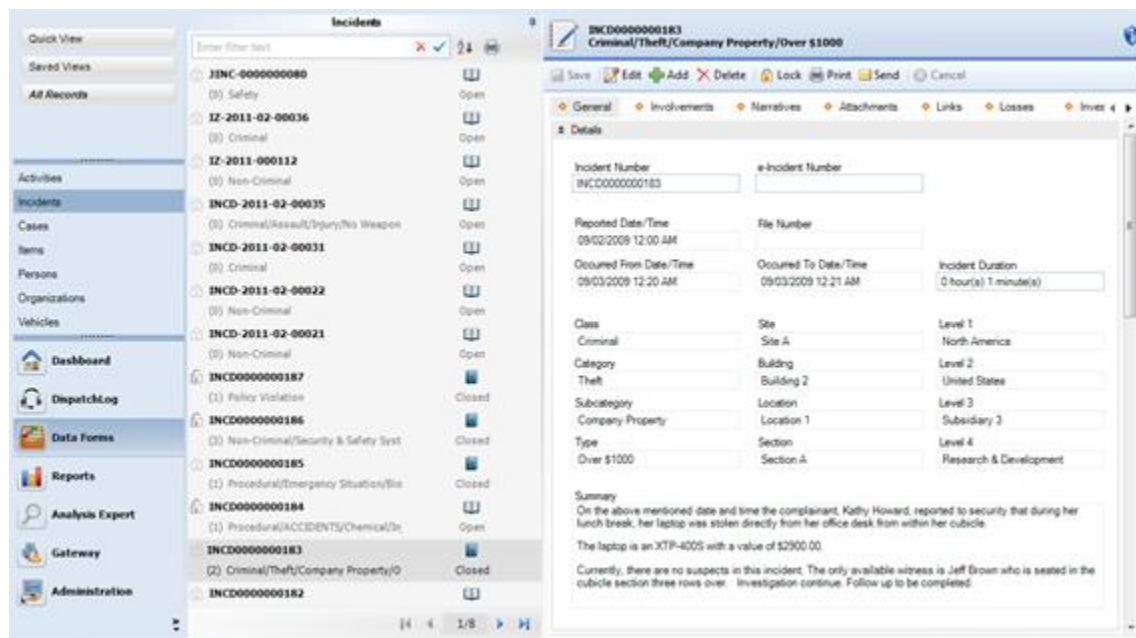 Quick View
Saved Views
All Records
Activities
Incidents
Cases
Items
Persons
Organizations
Vehicles
Dashboard
DispatchLog
Data Forms
Reports
Analysis Expert
Gateway
Administration
Incidents
Enter filter text
JINC-0000000080
(0) Safety Open
IZ-2011-02-00036
(0) Criminal Open
IZ-2011-000112
(0) Non-Criminal Open
INCD-2011-02-00035
(0) Criminal/Assault/Injury/No Weapon Open
INCD-2011-02-00031
(0) Criminal Open
INCD-2011-02-00022
(0) Non-Criminal Open
INCD-2011-02-00021
(0) Non-Criminal Open
INCD0000000187
(1) Policy Violation Closed
INCD0000000186
(3) Non-Criminal/Security & Safety Syst Closed
INCD0000000185
(1) Procedural/Emergency Situation/Bo Closed
INCD0000000184
(1) Procedural/ACCIDENTS/Chemical/In Open
INCD0000000183
(2) Criminal/Theft/Company Property/O Closed
INCD0000000182
1/8
INCD0000000183
Criminal/Theft/Company Property/Over $1000
Save Edit Add Delete Lock Print Send Cancel
General Involvements Narratives Attachments Links Losses Inves
Details
Incident Number e-Incident Number
INCD0000000183
Reported Date/Time File Number
09/02/2009 12:00 AM
Occurred From Date/Time Occurred To Date/Time Incident Duration
09/03/2009 12:20 AM 09/03/2009 12:21 AM 0 hour(s) 1 minute(s)
Class Site Level 1
Criminal Site A North America
Category Building Level 2
Theft Building 2 United States
Subcategory Location Level 3
Company Property Location 1 Subsidiary 3
Type Section Level 4
Over $1000 Section A Research & Development
Summary
On the above mentioned date and time the complainant, Kathy Howard, reported to security that during her
lunch break, her laptop was stolen directly from her office desk from within her cubicle.
The laptop is an XTP-400S with a value of $2900.00.
Currently, there are no suspects in this incident. The only available witness is Jeff Brown who is seated in the
cubicle section three rows over. Investigation continue. Follow up to be completed.